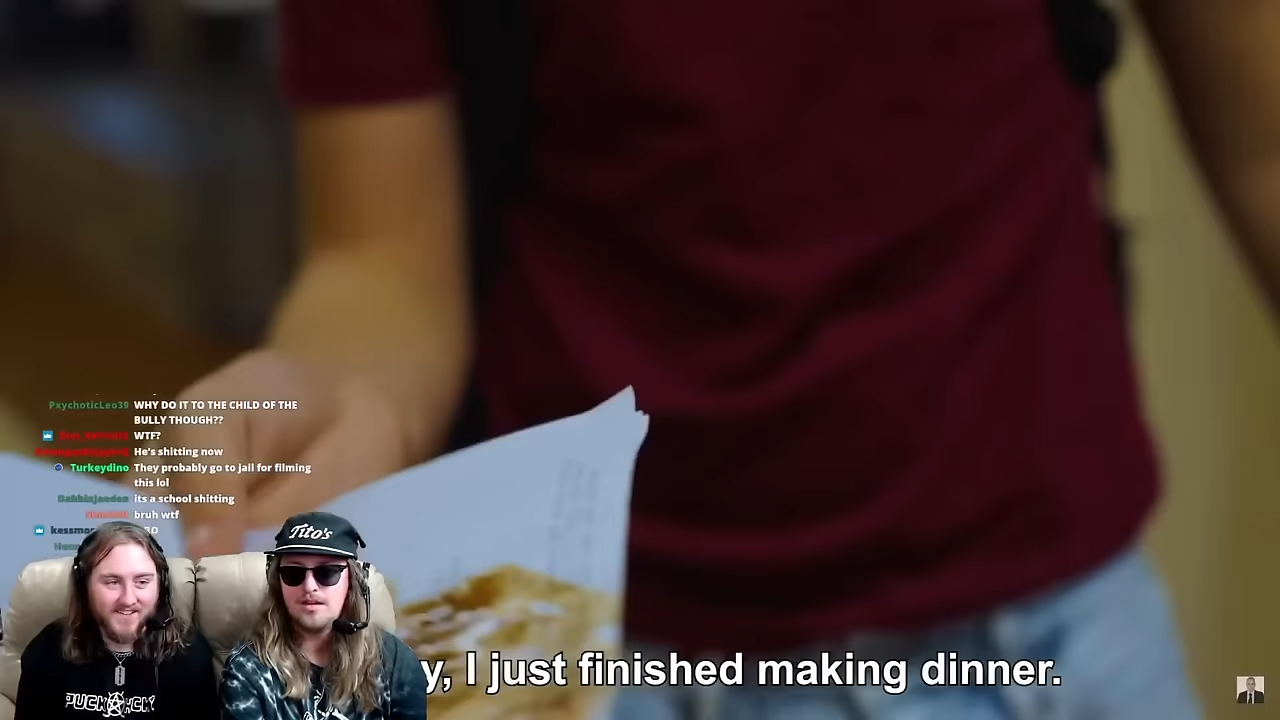 PxychoticLeo39 WHY DO IT TO THE CHILD OF THE
BULLY THOUGH??
WTF?
He's shitting now
Turkeydino They probably go to jail for filming
this lol
its a school shitting
bruh wtf
Tito's
y, I just finished making dinner.